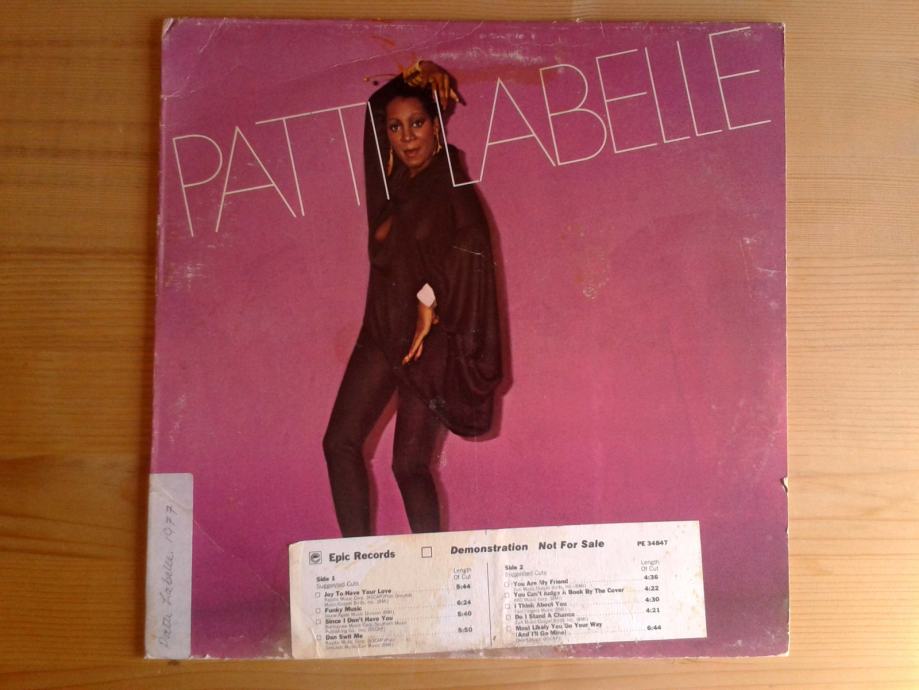 PATTI LABELLE
Patti Labelle 1977
Epic Records Demonstration Not For Sale PE 34847
Side 1
Suggested Cuts
Length
Of Cut
Joy To Have Your Love 5:44
Funky Music 6:24
Since I Don't Have You 5:40
Dan Swit Me 5:50
Side 2
Suggested Cuts
Length
Of Cut
You Are My Friend 4:36
You Can't Judge A Book By The Cover 4:22
I Think About You 4:30
Do I Stand A Chance 4:21
Most Likely You Go Your Way
(And I'll Go Mine) 6:44